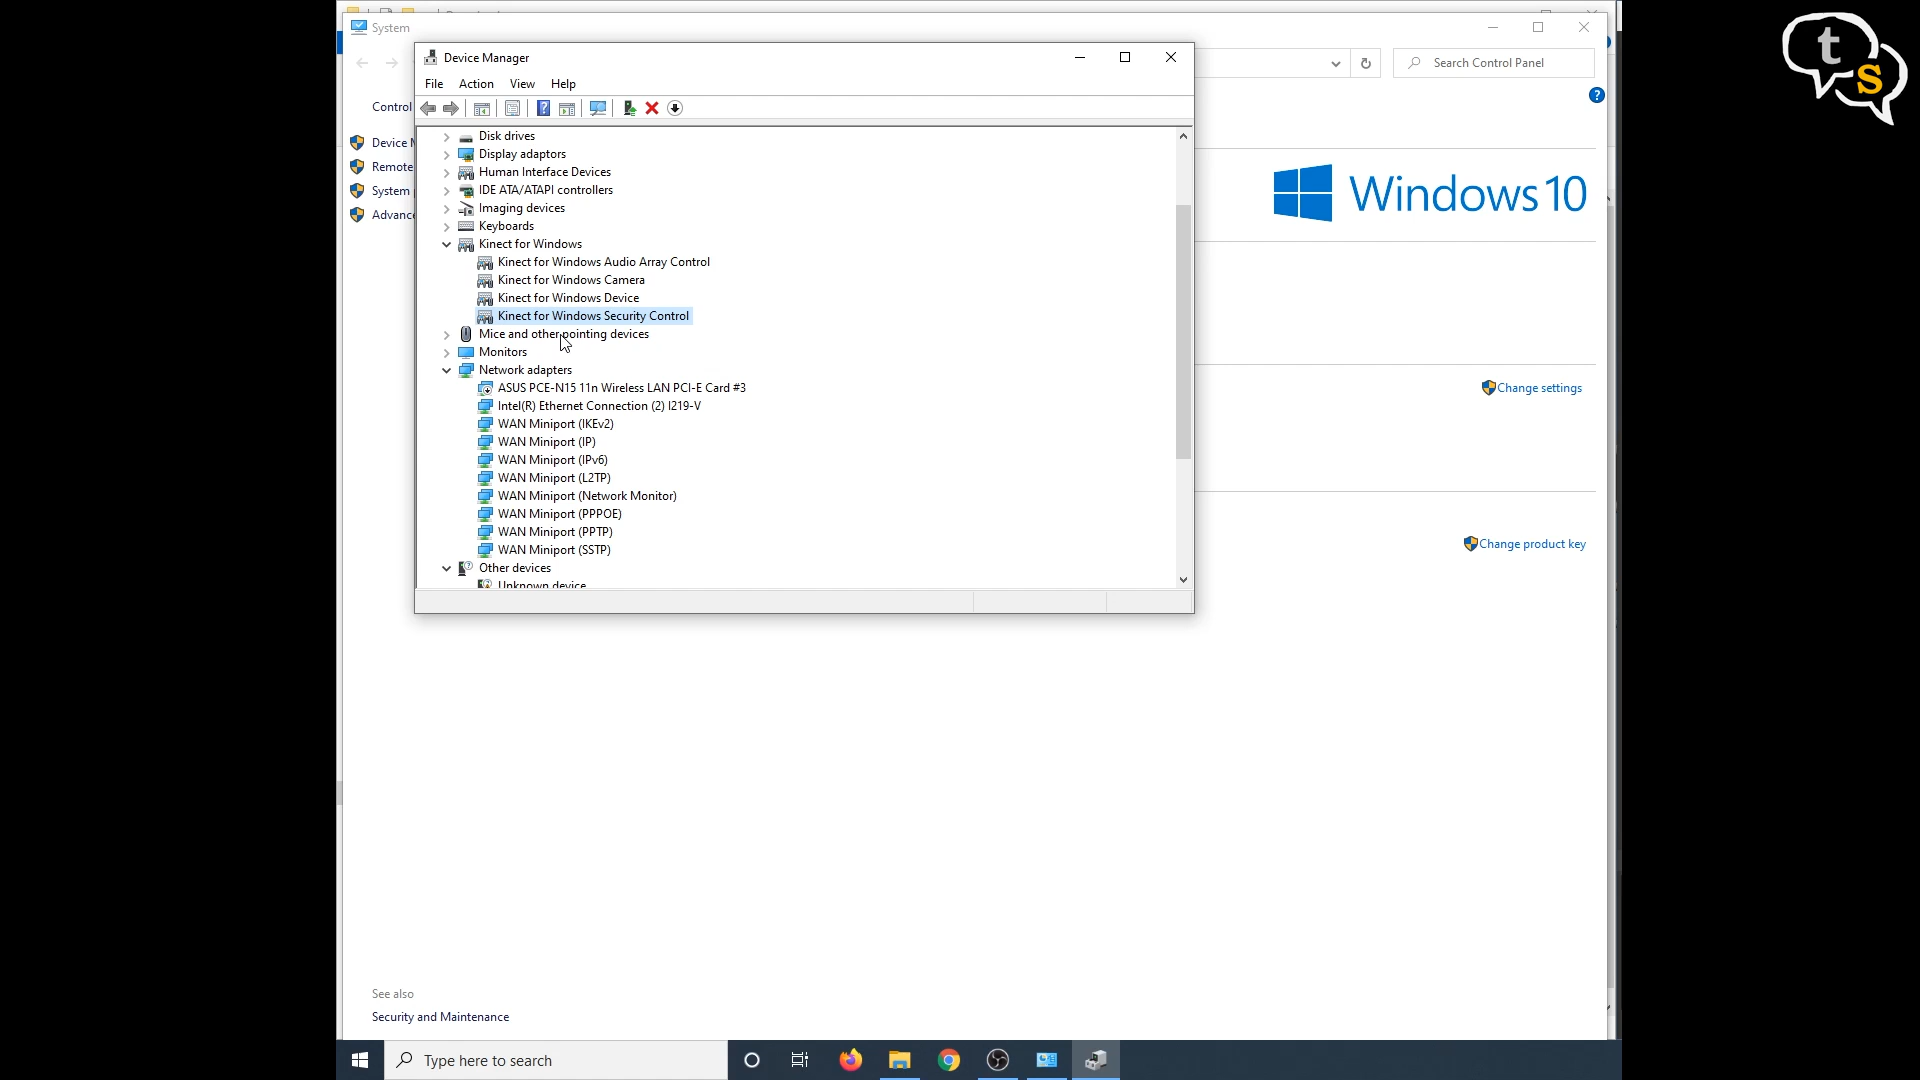 System
Device Manager
File Action View Help
Search Control Panel
Control
Device M
Remote
System
Advance
Disk drives
Display adaptors
Human Interface Devices
IDE ATA/ATAPI controllers
Imaging devices
Keyboards
Kinect for Windows
Kinect for Windows Audio Array Control
Kinect for Windows Camera
Kinect for Windows Device
Kinect for Windows Security Control
Mice and other pointing devices
Monitors
Network adapters
ASUS PCE-N15 11n Wireless LAN PCI-E Card #3
Intel(R) Ethernet Connection (2) I219-V
WAN Miniport (IKEv2)
WAN Miniport (IP)
WAN Miniport (IPv6)
WAN Miniport (L2TP)
WAN Miniport (Network Monitor)
WAN Miniport (PPPOE)
WAN Miniport (PPTP)
WAN Miniport (SSTP)
Other devices
Unknown device
Windows 10
Change settings
Change product key
See also
Security and Maintenance
Type here to search
t
s